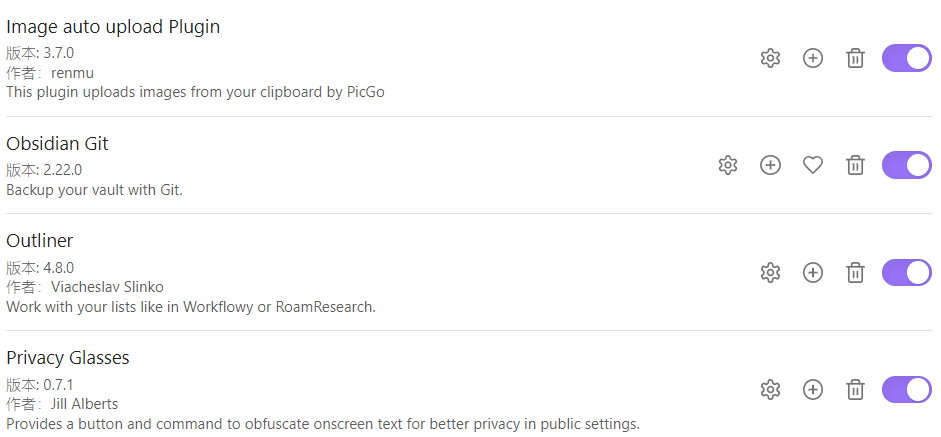 Image auto upload Plugin
版本: 3.7.0
作者：renmu
This plugin uploads images from your clipboard by PicGo
Obsidian Git
版本: 2.22.0
Backup your vault with Git.
Outliner
版本: 4.8.0
作者：Viacheslav Slinko
Work with your lists like in Workflowy or RoamResearch.
Privacy Glasses
版本: 0.7.1
作者：Jill Alberts
Provides a button and command to obfuscate onscreen text for better privacy in public settings.